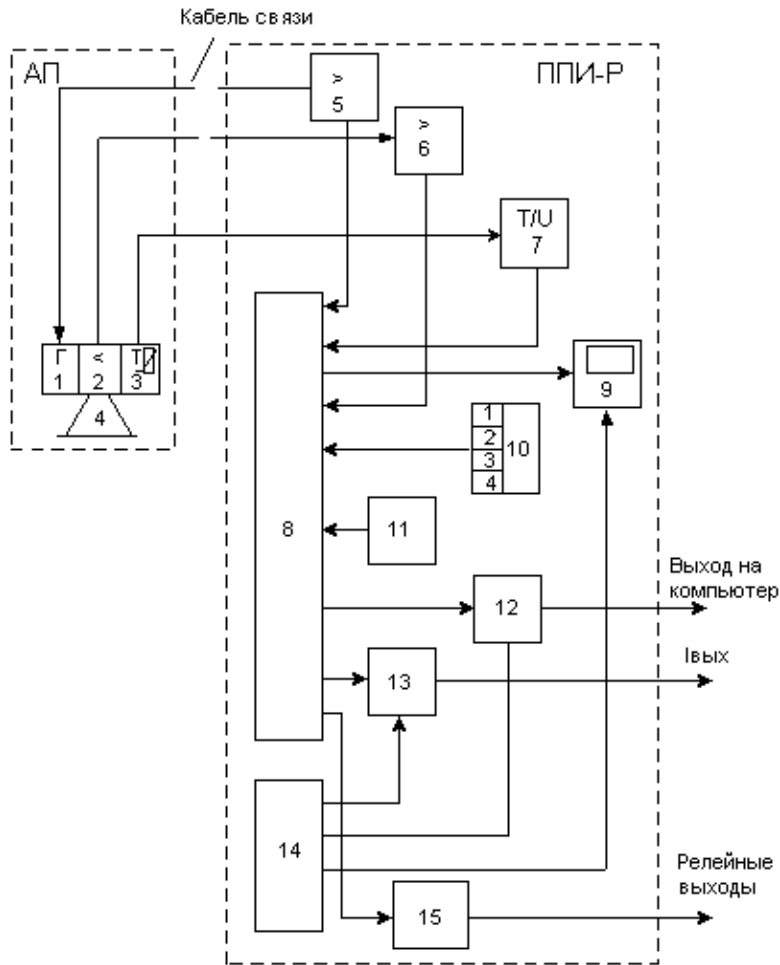 Кабель связи
АП
ППИ-Р
>
5
>
6
T/U
7
Г
1
<
2
T
3
4
8
9
1
2
3
4
10
11
12
Выход на
компьютер
13
Iвых
14
15
Релейные
выходы